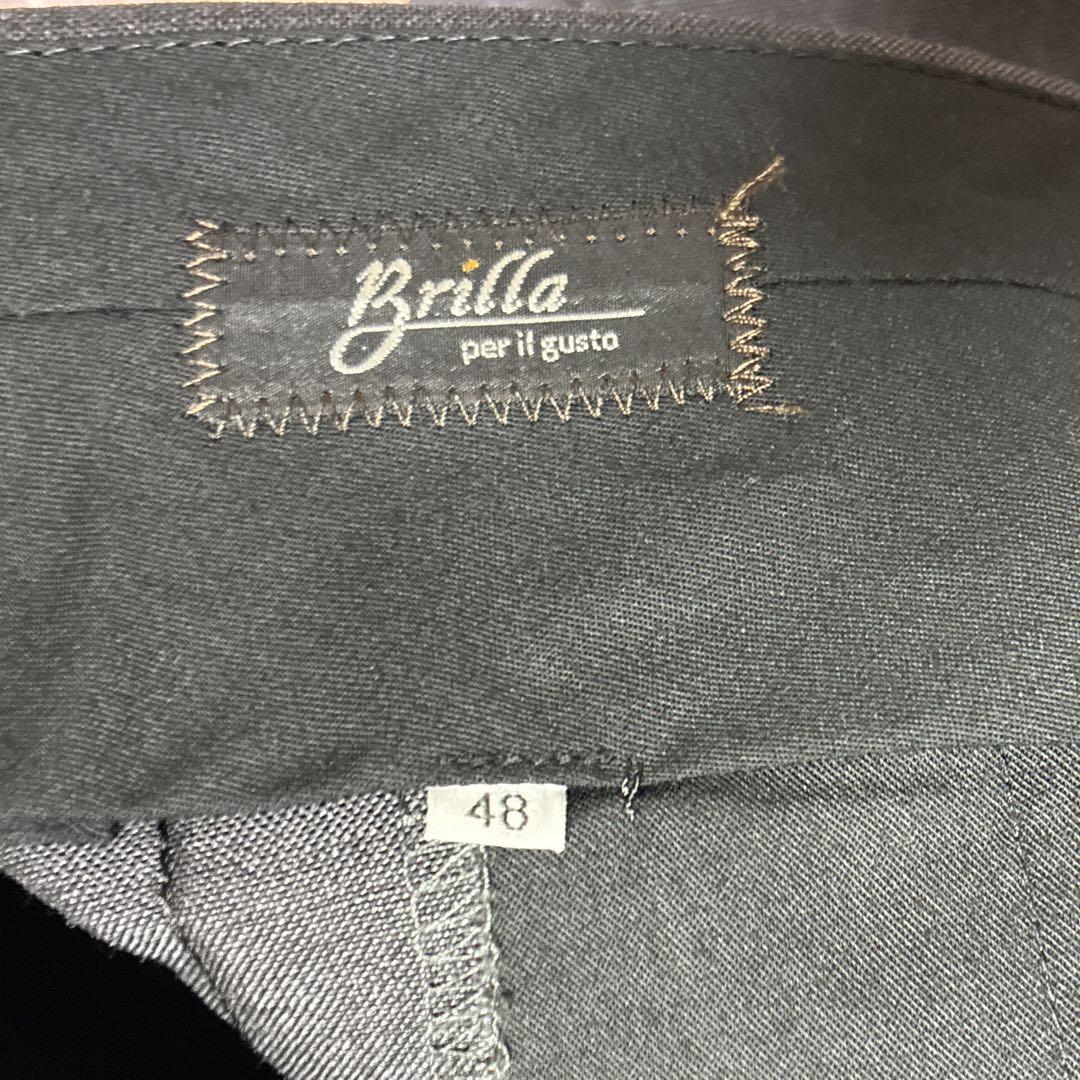 Brilla
per il gusto
48